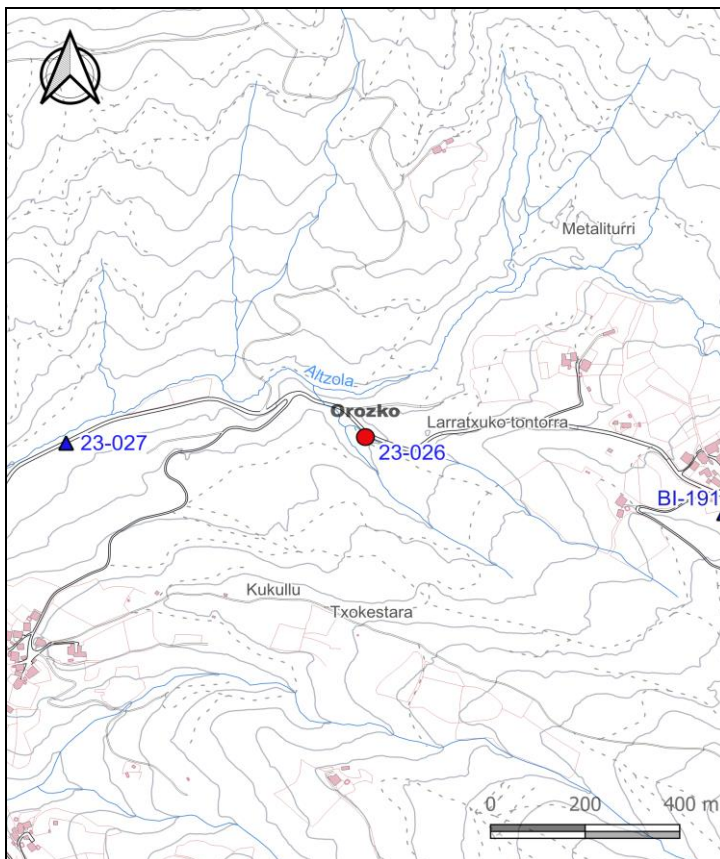 Metaliturri
Altzola
Orozko
Larratxuko tontorra
23-027
23-026
BI-191
Kukullu
Txokestara
0 200 400 m